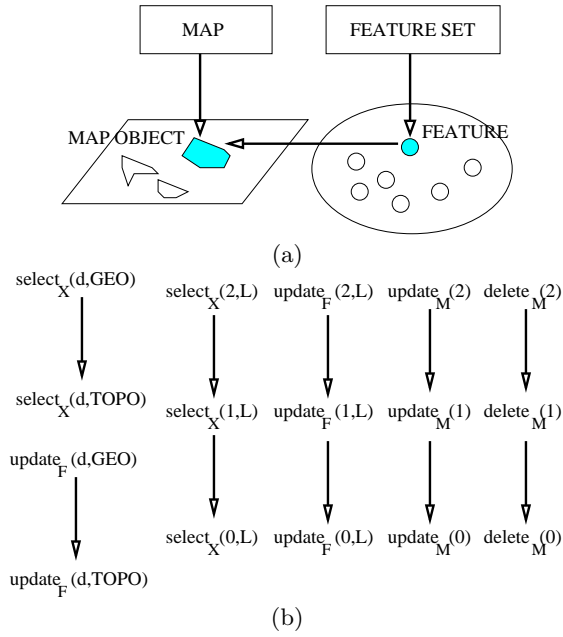 MAP
FEATURE SET
MAP OBJECT
FEATURE
(a)
select_X(d,GEO)
select_X(2,L) update_F(2,L) update_M(2) delete_M(2)
select_X(d,TOPO)
select_X(1,L) update_F(1,L) update_M(1) delete_M(1)
update_F(d,GEO)
select_X(0,L) update_F(0,L) update_M(0) delete_M(0)
update_F(d,TOPO)
(b)